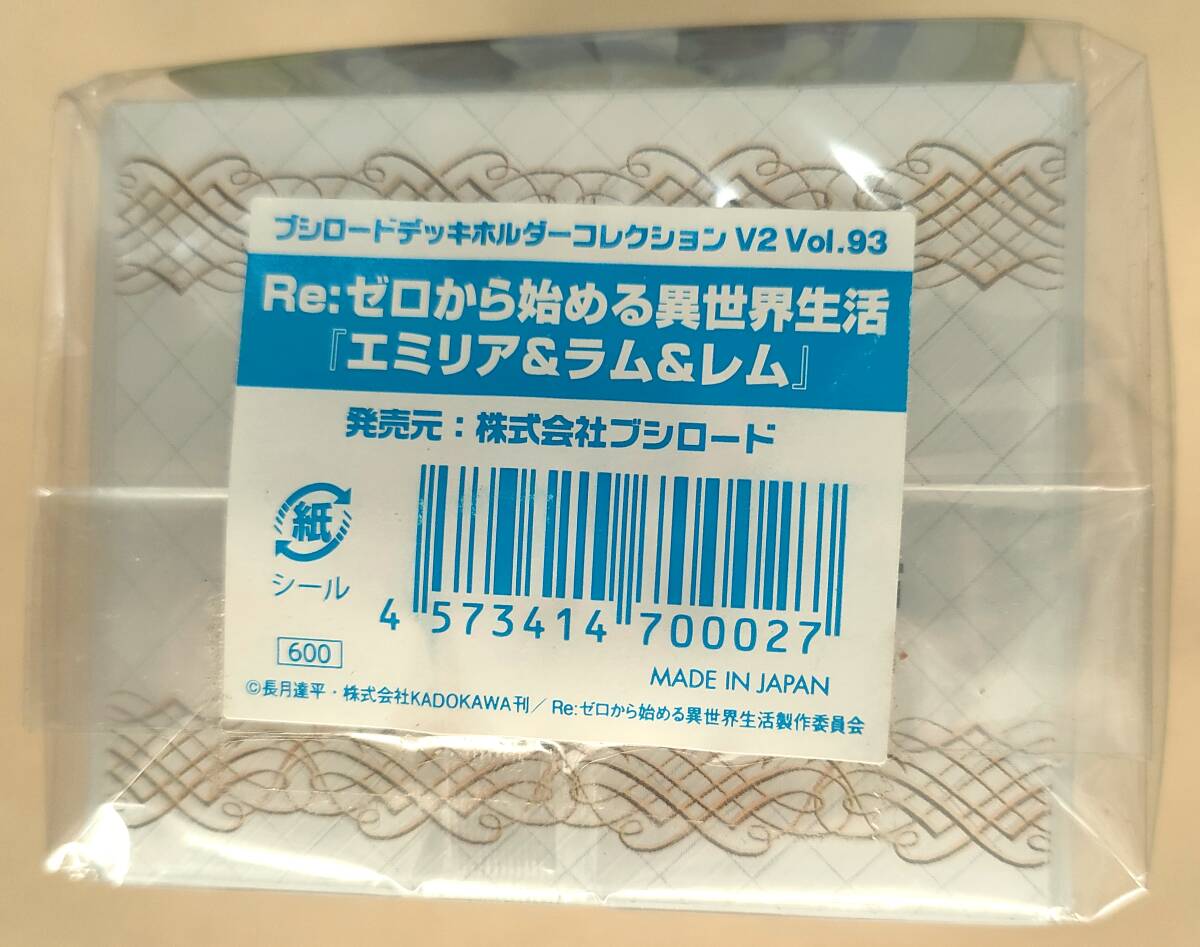 ブシロードデッキホルダーコレクション V2 Vol.93
Re:ゼロから始める異世界生活
『エミリア&ラム&レム』
発売元：株式会社ブシロード
紙
シール
4 573414 700027
600
MADE IN JAPAN
©長月達平・株式会社KADOKAWA刊／Re:ゼロから始める異世界生活製作委員会